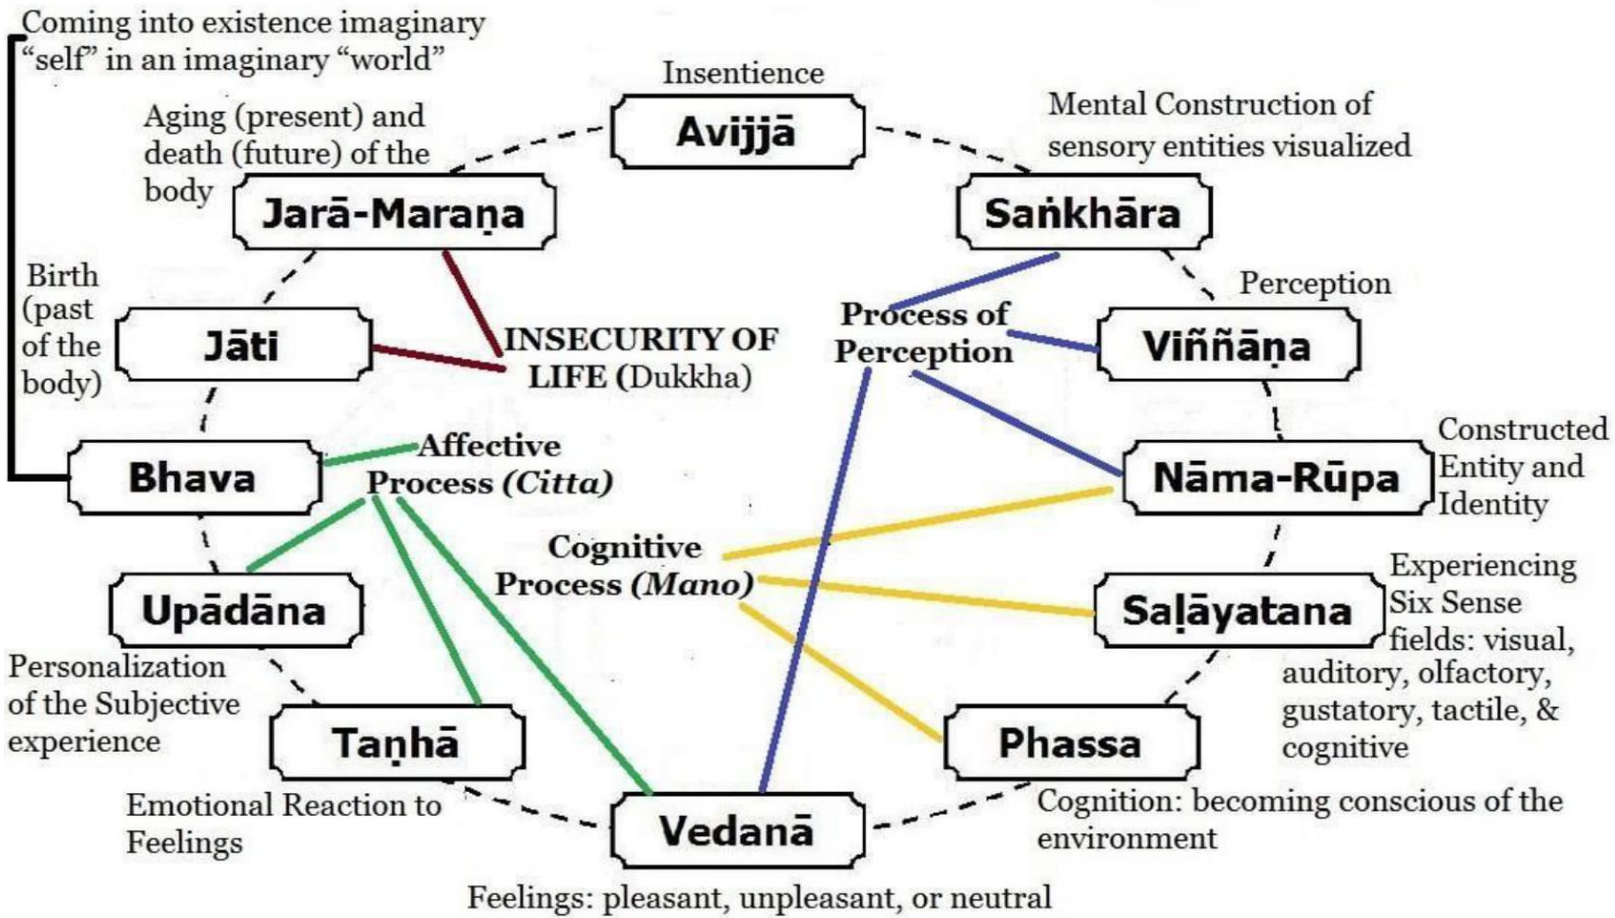 Coming into existence imaginary
“self” in an imaginary “world”
Insentience
Avijjā
Mental Construction of
sensory entities visualized
Saṅkhāra
Perception
Viññāṇa
Constructed
Entity and
Identity
Nāma-Rūpa
Experiencing
Six Sense
fields: visual,
auditory, olfactory,
gustatory, tactile, &
cognitive
Saḷāyatana
Phassa
Cognition: becoming conscious of the
environment
Vedanā
Feelings: pleasant, unpleasant, or neutral
Taṇhā
Emotional Reaction to
Feelings
Upādāna
Personalization
of the Subjective
experience
Bhava
Birth
(past
of the
body)
Jāti
Aging (present) and
death (future) of the
body
Jarā-Maraṇa
INSECURITY OF
LIFE (Dukkha)
Process of
Perception
Affective
Process (Citta)
Cognitive
Process (Mano)